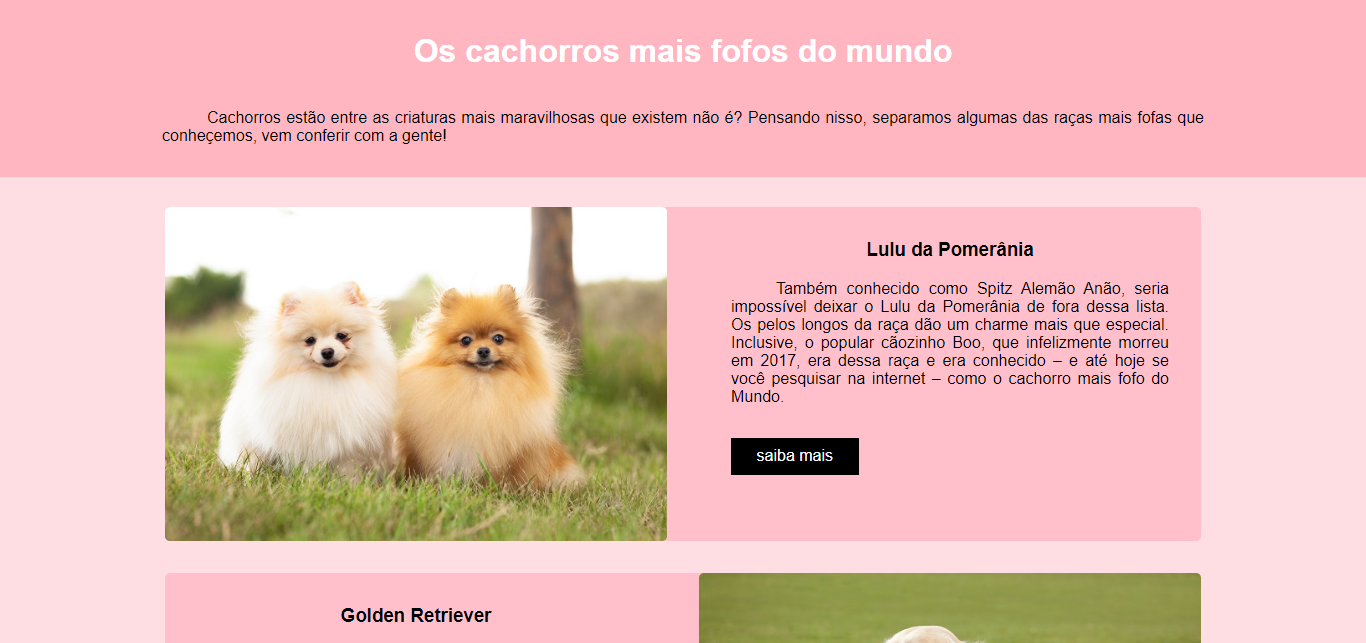 Os cachorros mais fofos do mundo
Cachorros estão entre as criaturas mais maravilhosas que existem não é? Pensando nisso, separamos algumas das raças mais fofas que
conheçemos, vem conferir com a gente!
Lulu da Pomerânia
Também conhecido como Spitz Alemão Anão, seria
impossível deixar o Lulu da Pomerânia de fora dessa lista.
Os pelos longos da raça dão um charme mais que especial.
Inclusive, o popular cãozinho Boo, que infelizmente morreu
em 2017, era dessa raça e era conhecido – e até hoje se
você pesquisar na internet – como o cachorro mais fofo do
Mundo.
saiba mais
Golden Retriever